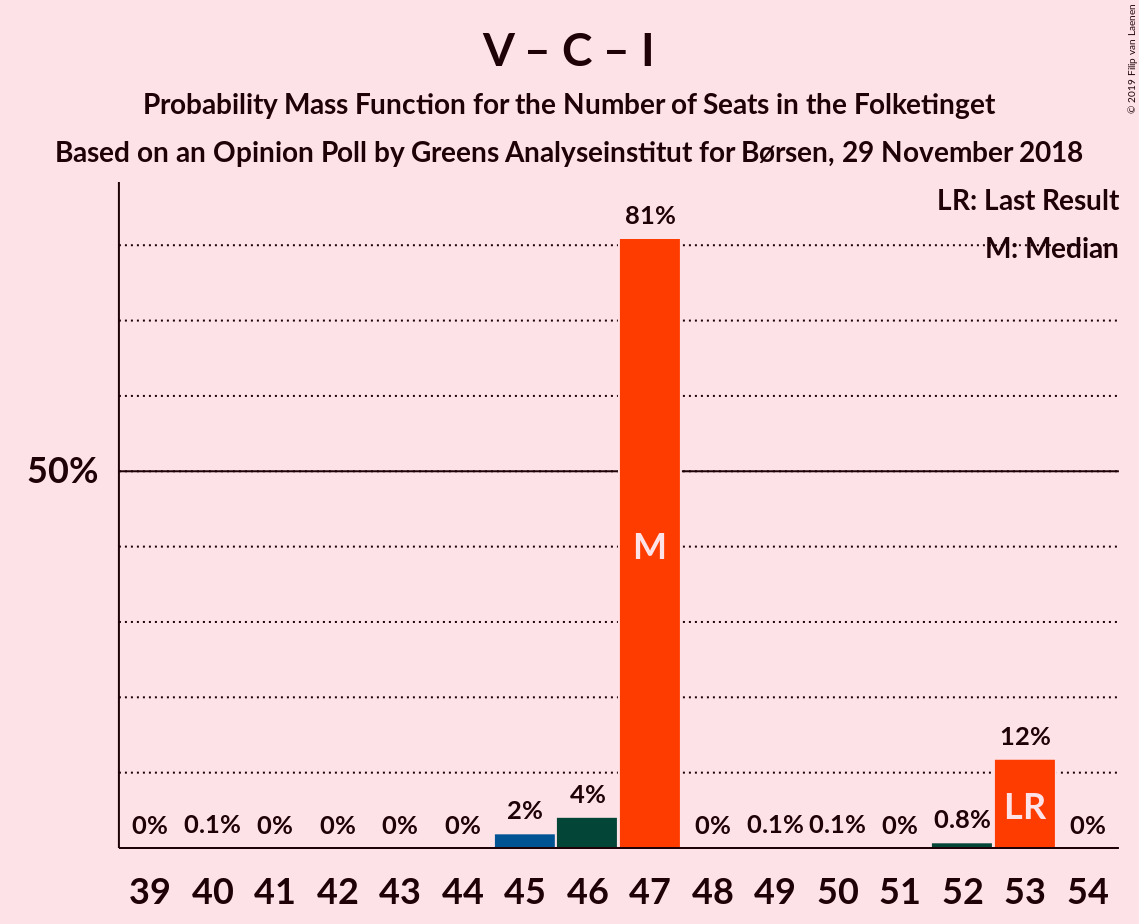 V – C – I
Probability Mass Function for the Number of Seats in the Folketinget
Based on an Opinion Poll by Greens Analyseinstitut for Børsen, 29 November 2018
© 2019 Filip van Laenen
LR: Last Result
M: Median
50%
0% 0.1% 0% 0% 0% 0% 2% 4% 81% 0% 0.1% 0.1% 0% 0.8% 12% 0%
M
LR
39 40 41 42 43 44 45 46 47 48 49 50 51 52 53 54